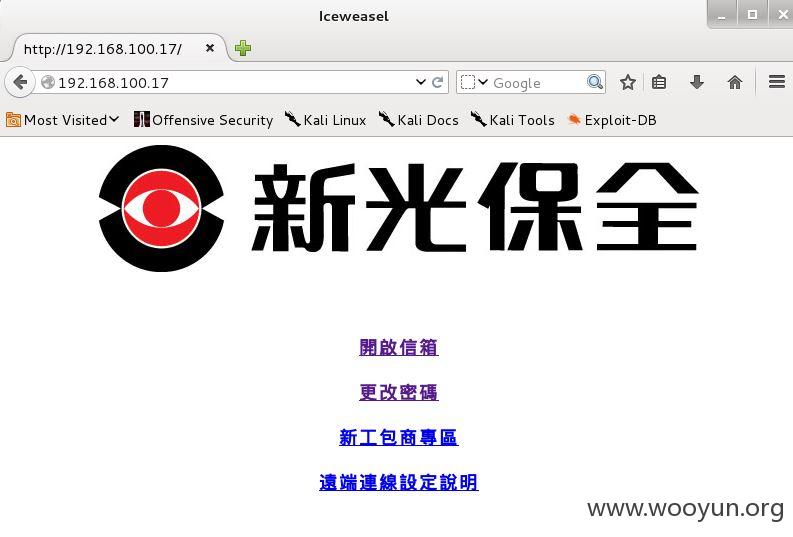 Iceweasel
http://192.168.100.17/
192.168.100.17 Google
Most Visited Offensive Security Kali Linux Kali Docs Kali Tools Exploit-DB
新光保全
開啟信箱
更改密碼
新工包商專區
遠端連線設定說明
www.wooyun.org